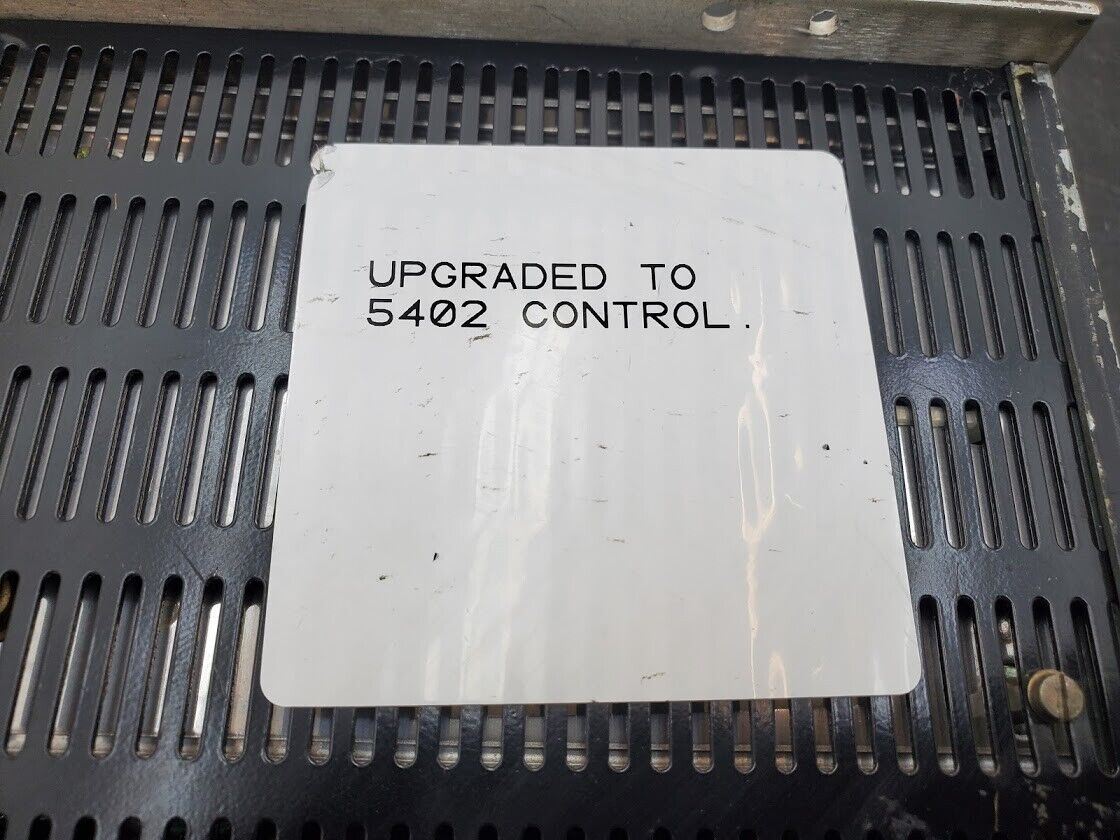 UPGRADED TO
5402 CONTROL.